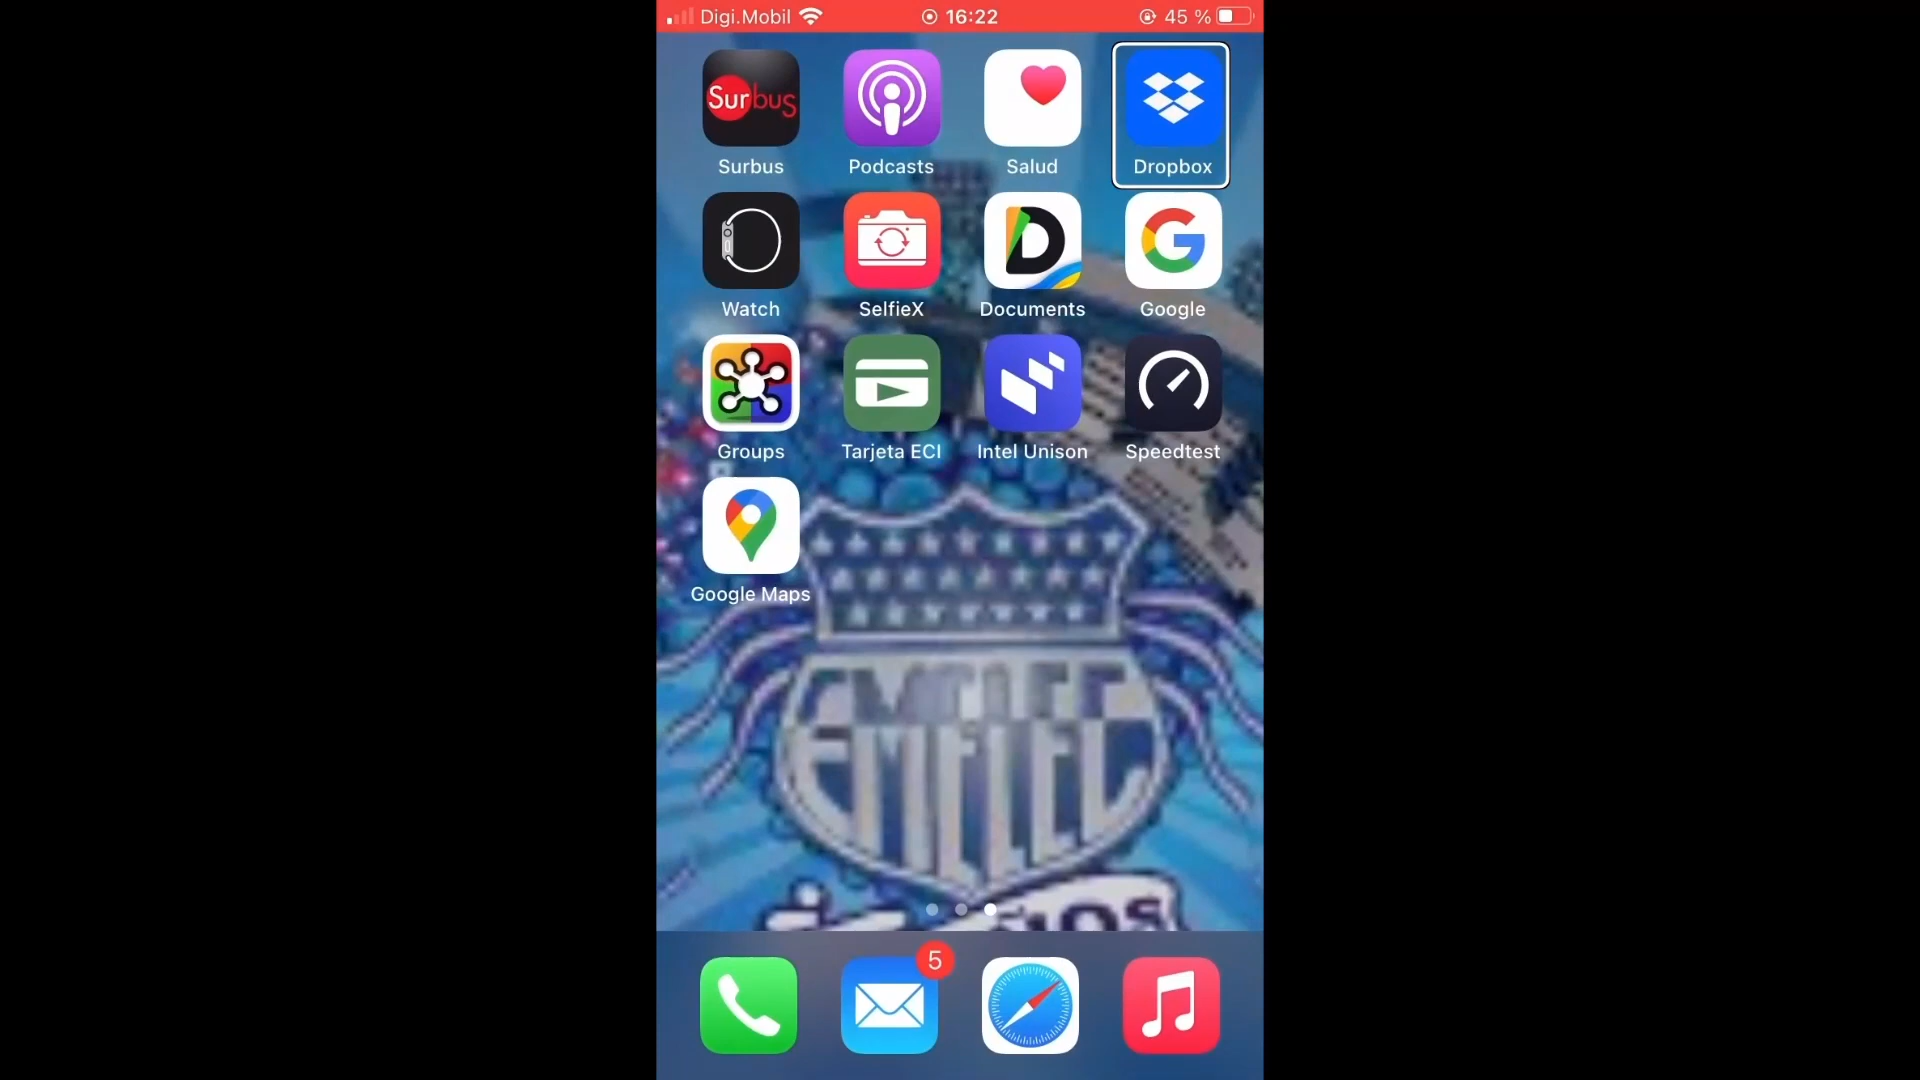 Digi.Mobil 16:22 45 %
Surbus
Surbus Podcasts Salud Dropbox
D
G
Watch SelfieX Documents Google
Groups Tarjeta ECI Intel Unison Speedtest
Google Maps
EMELEC
5